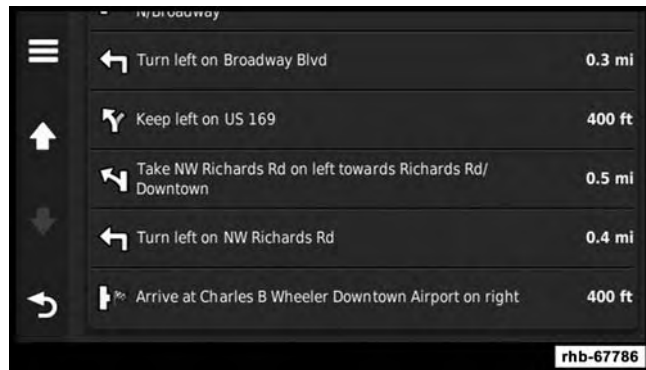 N/Broadway
Turn left on Broadway Blvd 0.3 mi
Keep left on US 169 400 ft
Take NW Richards Rd on left towards Richards Rd/
Downtown 0.5 mi
Turn left on NW Richards Rd 0.4 mi
Arrive at Charles B Wheeler Downtown Airport on right 400 ft
rhb-67786